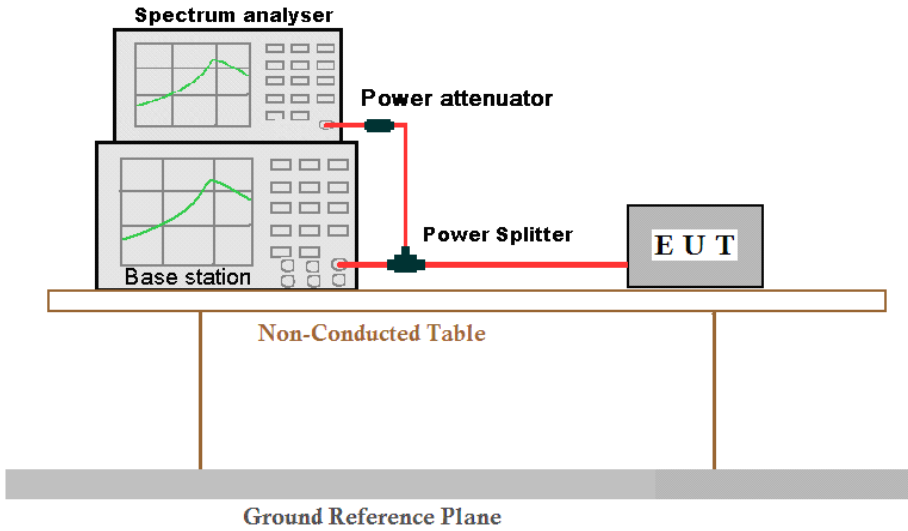 Spectrum analyser
Power attenuator
Power Splitter
E U T
Base station
Non-Conducted Table
Ground Reference Plane